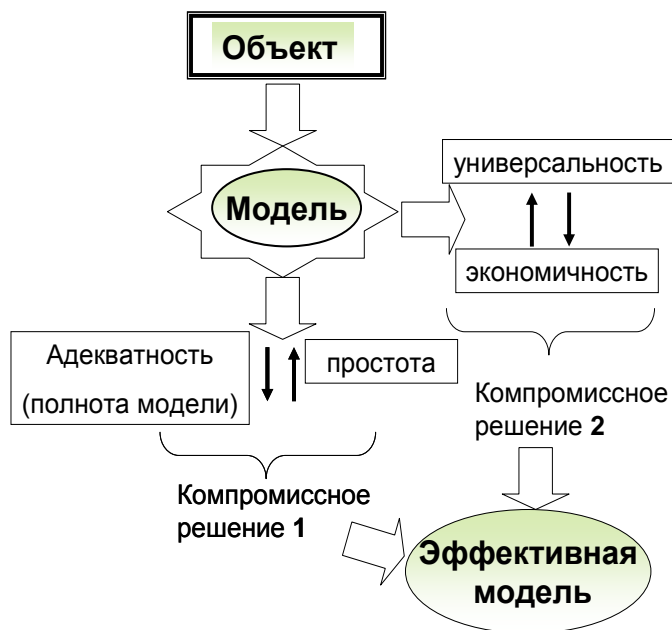 Объект
Модель
универсальность
экономичность
Адекватность
(полнота модели)
простота
Компромиссное
решение 2
Компромиссное
решение 1
Эффективная
модель